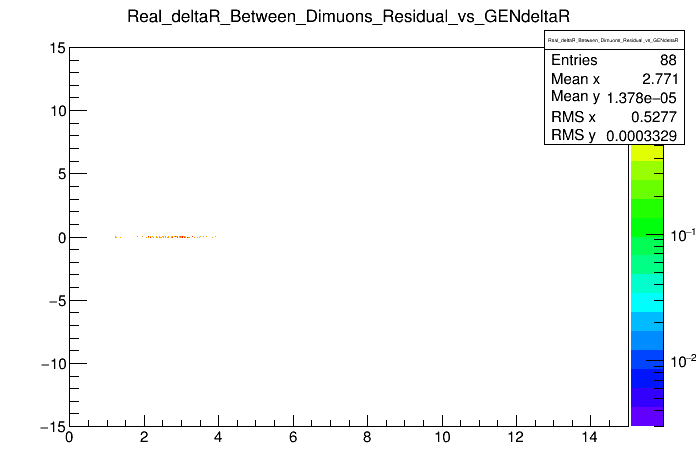 Real_deltaR_Between_Dimuons_Residual_vs_GENdeltaR
Real_deltaR_Between_Dimuons_Residual_vs_GENdeltaR
Entries 88
Mean x 2.771
Mean y 1.378e−05
RMS x 0.5277
RMS y 0.0003329
15
10
5
0
−5
−10
−15
0 2 4 6 8 10 12 14
10−1
10−2